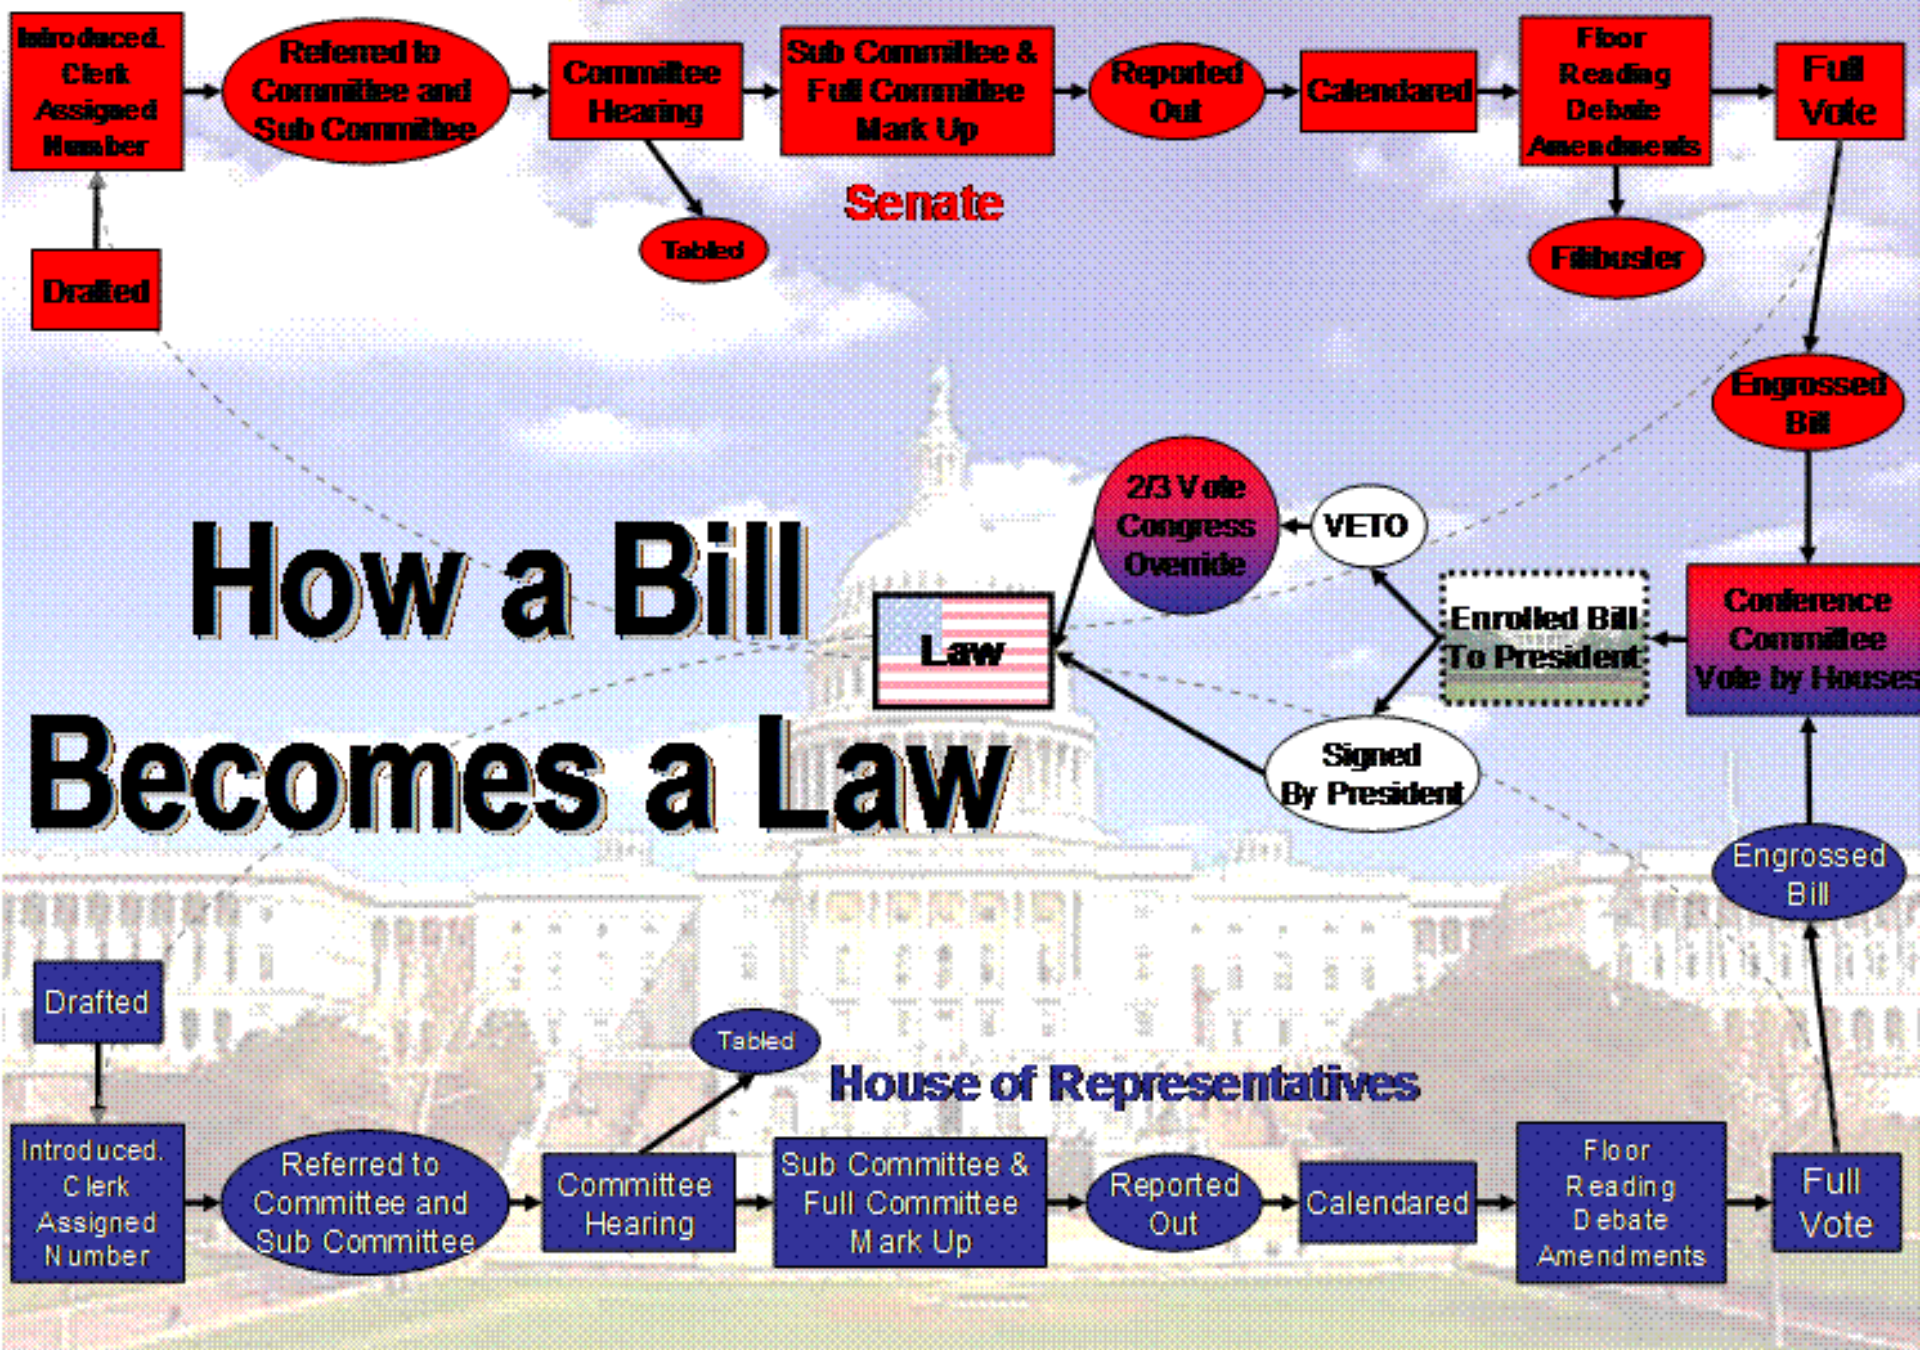 Introduced.
Clerk
Assigned
Number
Referred to
Committee and
Sub Committee
Committee
Hearing
Sub Committee &
Full Committee
Mark Up
Reported
Out
Calendared
Floor
Reading
Debate
Amendments
Full
Vote
Senate
Tabled
Filibuster
Drafted
Engrossed
Bill
2/3 Vote
Congress
Override
VETO
How a Bill
Becomes a Law
Law
Enrolled Bill
To President
Conference
Committee
Vote by Houses
Signed
By President
Engrossed
Bill
Drafted
Tabled
House of Representatives
Introduced.
Clerk
Assigned
Number
Referred to
Committee and
Sub Committee
Committee
Hearing
Sub Committee &
Full Committee
Mark Up
Reported
Out
Calendared
Floor
Reading
Debate
Amendments
Full
Vote